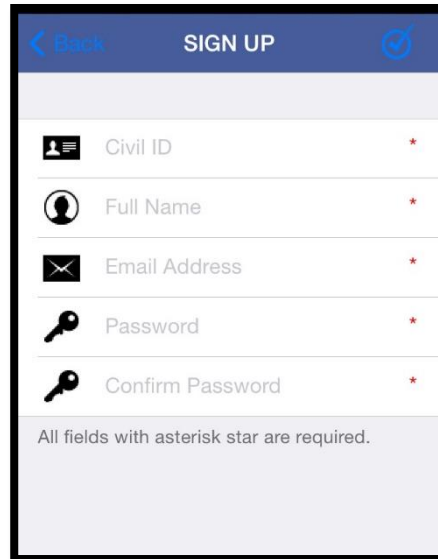 Back SIGN UP
Civil ID *
Full Name *
Email Address *
Password *
Confirm Password *
All fields with asterisk star are required.